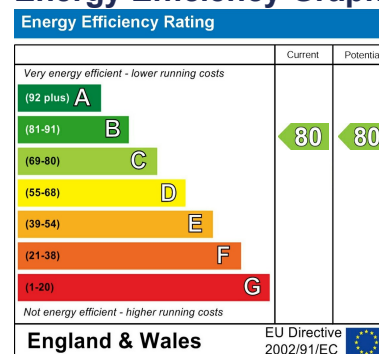 Energy Efficiency Rating
Current Potentia
Very energy efficient - lower running costs
(92 plus) A
(81-91) B
80 80
(69-80) C
(55-68) D
(39-54) E
(21-38) F
(1-20) G
Not energy efficient - higher running costs
England & Wales
EU Directive
2002/91/EC